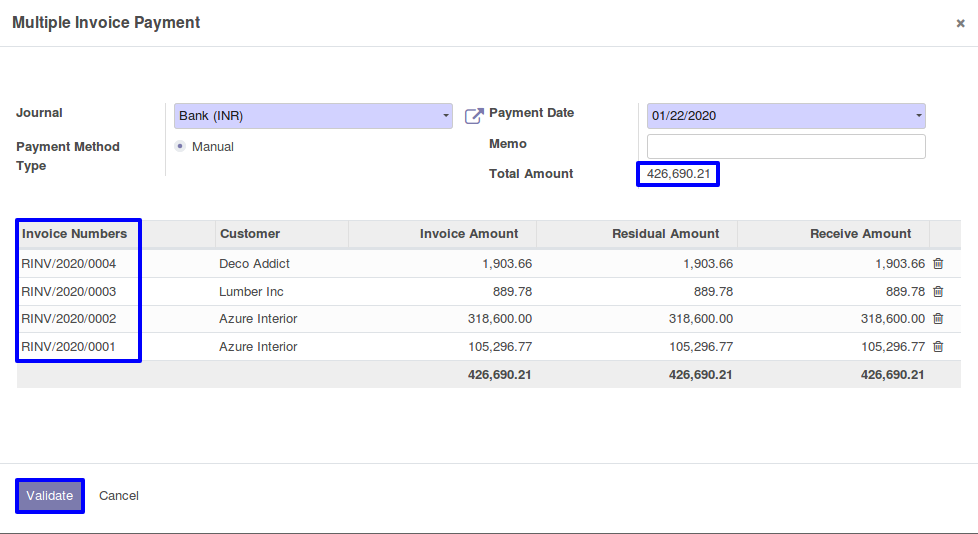 Multiple Invoice Payment ×
Journal Bank (INR) Payment Date 01/22/2020
Payment Method Type Manual Memo
Total Amount 426,690.21
Invoice Numbers Customer Invoice Amount Residual Amount Receive Amount
RINV/2020/0004 Deco Addict 1,903.66 1,903.66 1,903.66
RINV/2020/0003 Lumber Inc 889.78 889.78 889.78
RINV/2020/0002 Azure Interior 318,600.00 318,600.00 318,600.00
RINV/2020/0001 Azure Interior 105,296.77 105,296.77 105,296.77
426,690.21 426,690.21 426,690.21
Validate Cancel